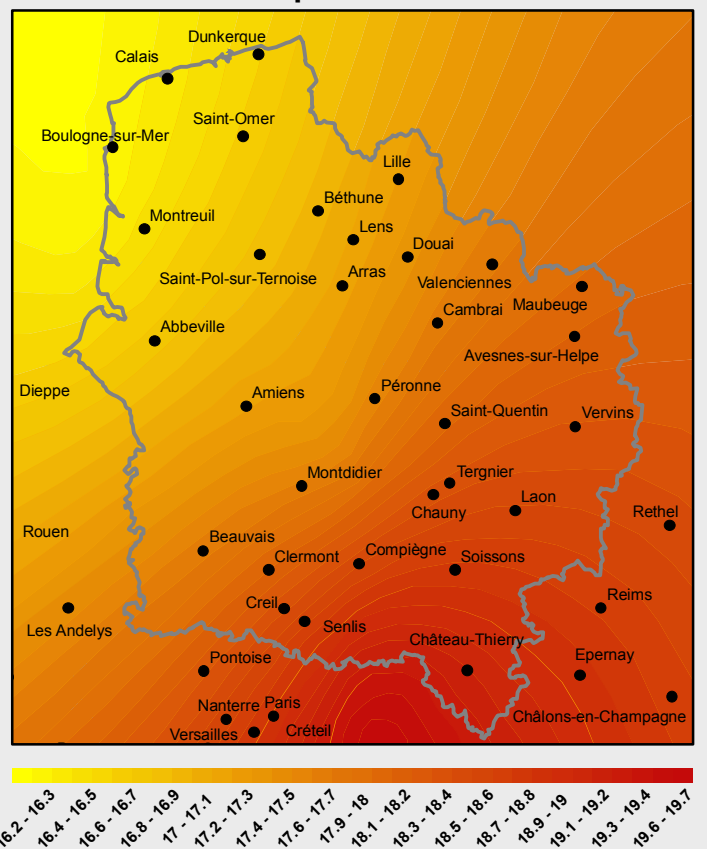 Dunkerque
Calais
Saint-Omer
Boulogne-sur-Mer
Lille
Béthune
Montreuil
Lens
Douai
Saint-Pol-sur-Ternoise
Arras
Valenciennes
Maubeuge
Cambrai
Abbeville
Avesnes-sur-Helpe
Dieppe
Amiens
Péronne
Saint-Quentin
Vervins
Montdidier
Tergnier
Laon
Chauny
Rethel
Rouen
Beauvais
Clermont
Compiègne
Soissons
Creil
Reims
Les Andelys
Senlis
Château-Thierry
Pontoise
Epernay
Nanterre
Paris
Châlons-en-Champagne
Versailles
Créteil
16.2 - 16.3
16.4 - 16.5
16.6 - 16.7
16.8 - 16.9
17 - 17.1
17.2 - 17.3
17.4 - 17.5
17.6 - 17.7
17.9 - 18
18.1 - 18.2
18.3 - 18.4
18.5 - 18.6
18.7 - 18.8
18.9 - 19
19.1 - 19.2
19.3 - 19.4
19.6 - 19.7